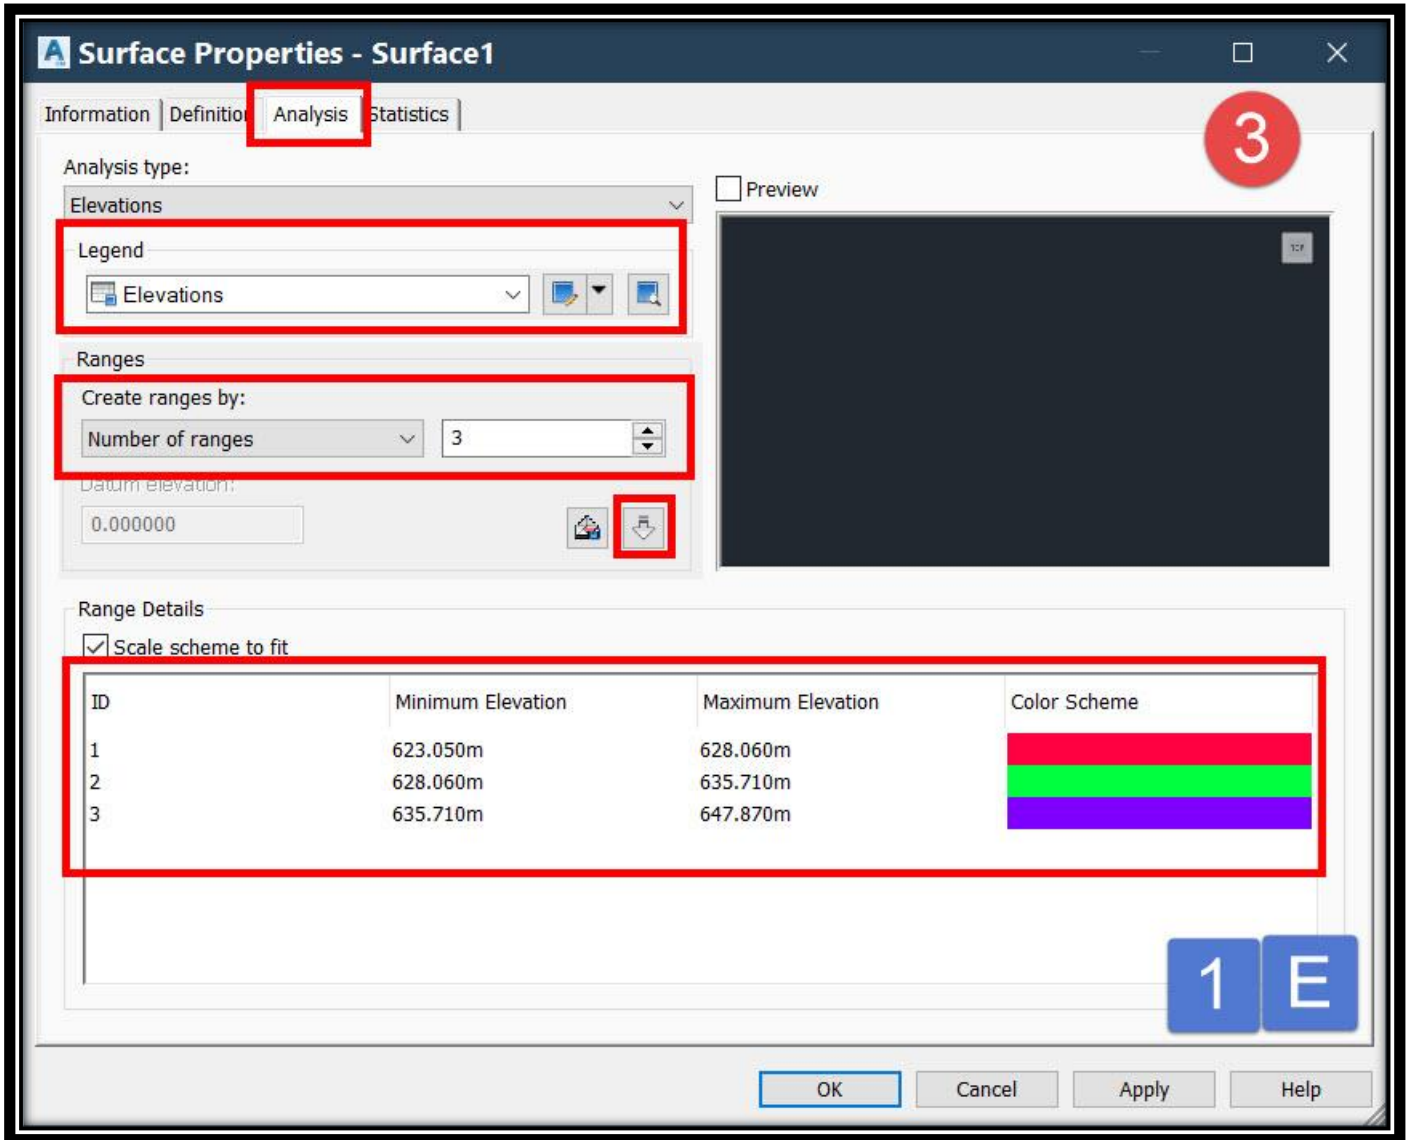 Surface Properties - Surface1
Information Definition Analysis Statistics
3
Analysis type:
Elevations
Preview
Legend
Elevations
TOP
Ranges
Create ranges by:
Number of ranges 3
Datum elevation:
0.000000
Range Details
Scale scheme to fit
ID Minimum Elevation Maximum Elevation Color Scheme
1 623.050m 628.060m
2 628.060m 635.710m
3 635.710m 647.870m
1 E
OK Cancel Apply Help